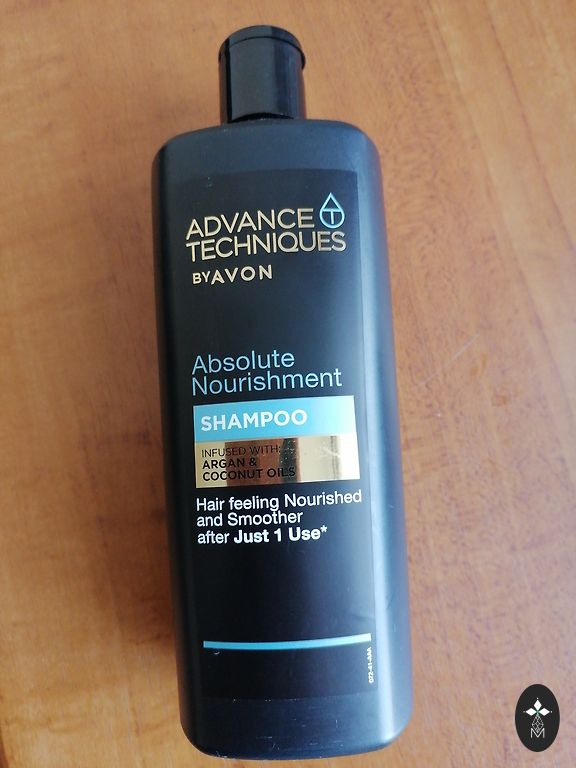 ADVANCE
TECHNIQUES
BY AVON
Absolute
Nourishment
SHAMPOO
INFUSED WITH:
ARGAN &
COCONUT OILS
Hair feeling Nourished
and Smoother
after Just 1 Use*
M